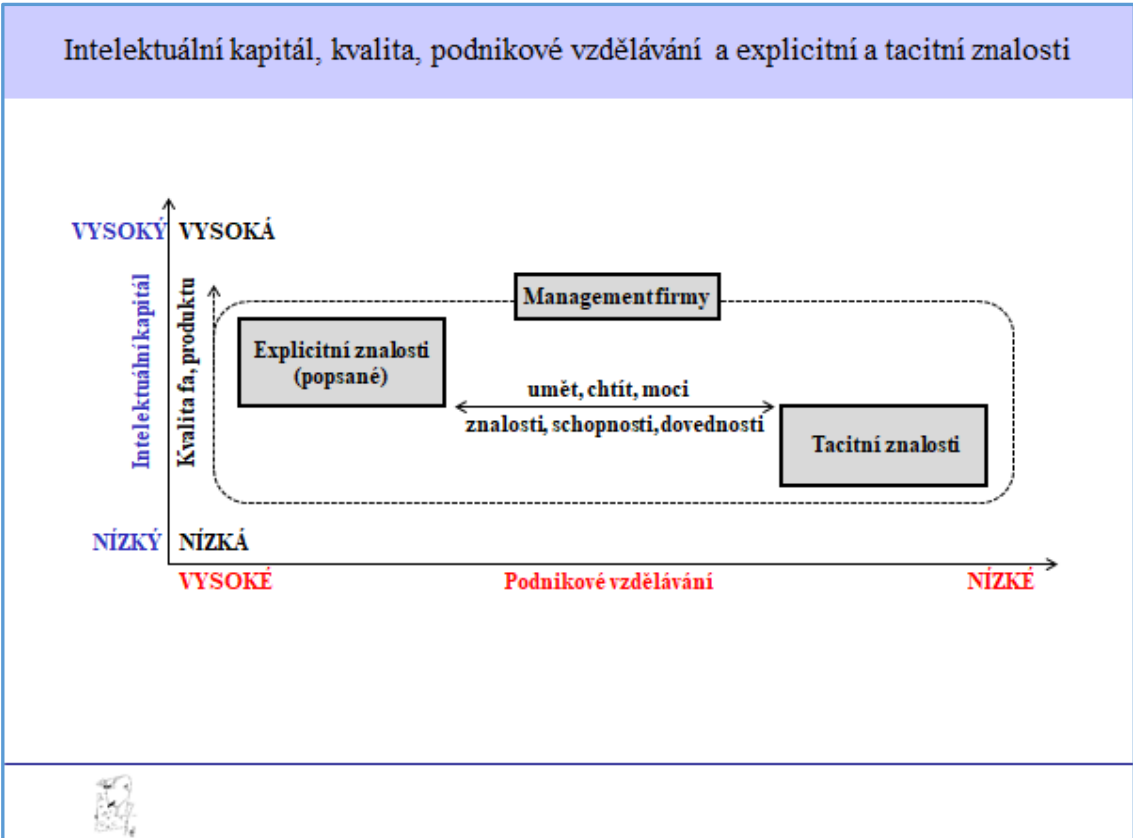 Intelektuální kapitál, kvalita, podnikové vzdělávání a explicitní a tacitní znalosti
VYSOKÝ
VYSOKÁ
Intelektuální kapitál
Kvalita fa, produktu
Management firmy
Explicitní znalosti
(popsané)
umět, chtít, moci
znalosti, schopnosti, dovednosti
Tacitní znalosti
NÍZKÝ
NÍZKÁ
VYSOKÉ
Podnikové vzdělávání
NÍZKÉ